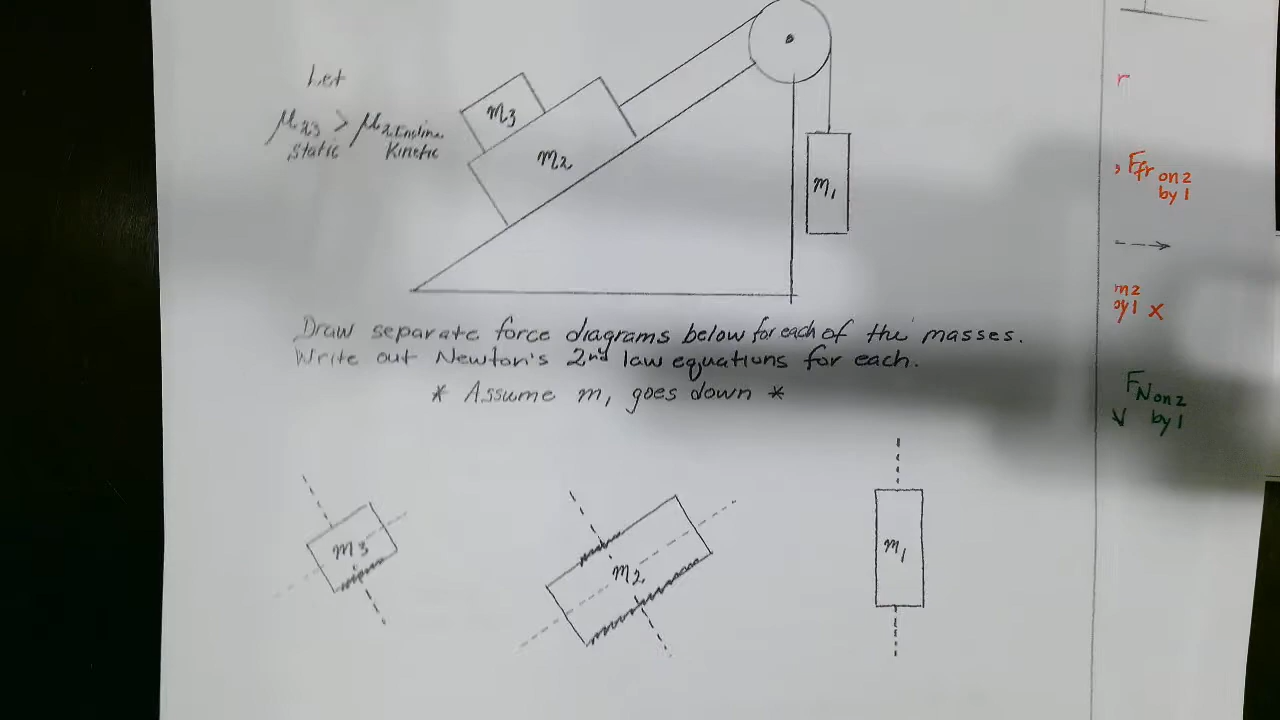 Let
μ23 > μ2 Incline
Static Kinetic
m3
m2
m1
Draw separate force diagrams below for each of the masses.
Write out Newton's 2nd law equations for each.
* Assume m1 goes down *
m3
m2
m1
r
, Ffr on 2
by 1
m2
by 1 x
FN on 2
by 1